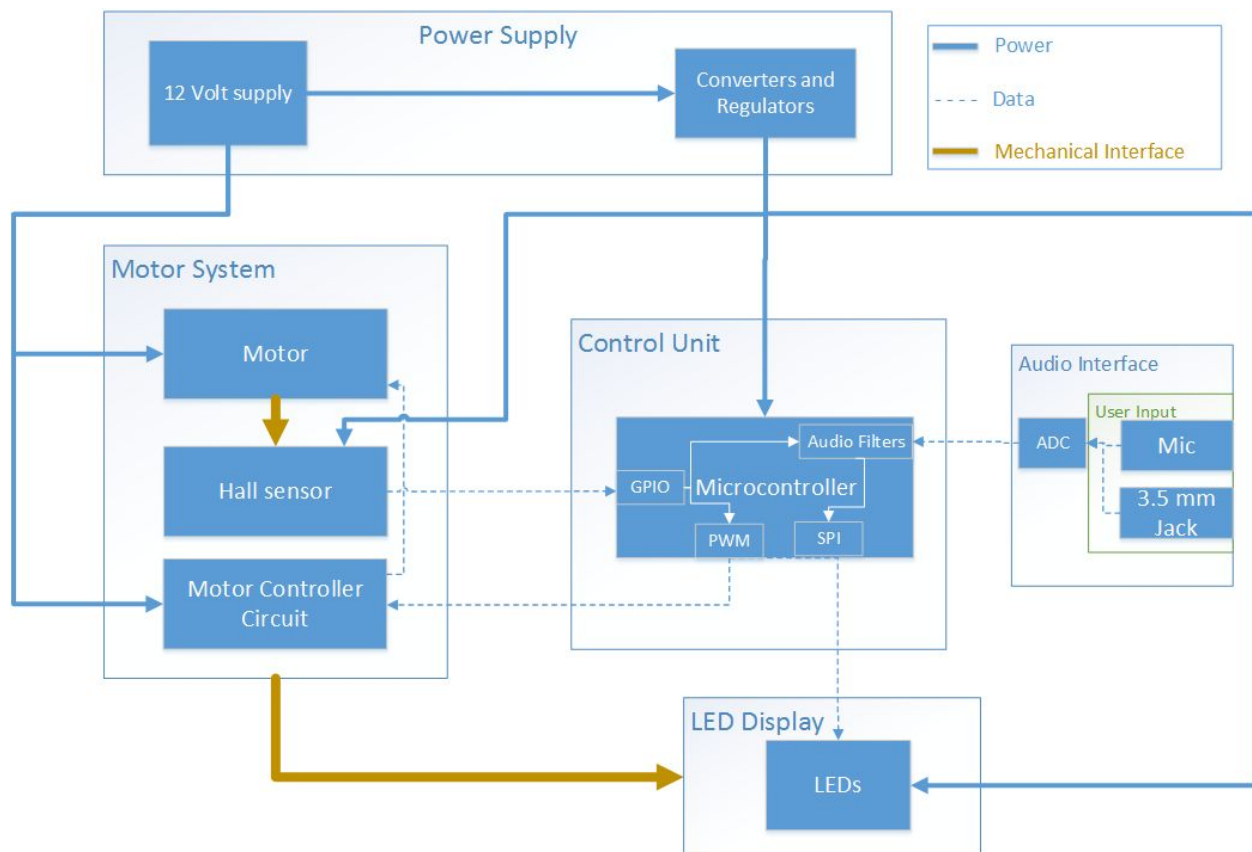 Power Supply
12 Volt supply
Converters and
Regulators
Power
Data
Mechanical Interface
Motor System
Motor
Hall sensor
Motor Controller
Circuit
Control Unit
Audio Filters
GPIO
Microcontroller
PWM
SPI
Audio Interface
User Input
ADC
Mic
3.5 mm
Jack
LED Display
LEDs